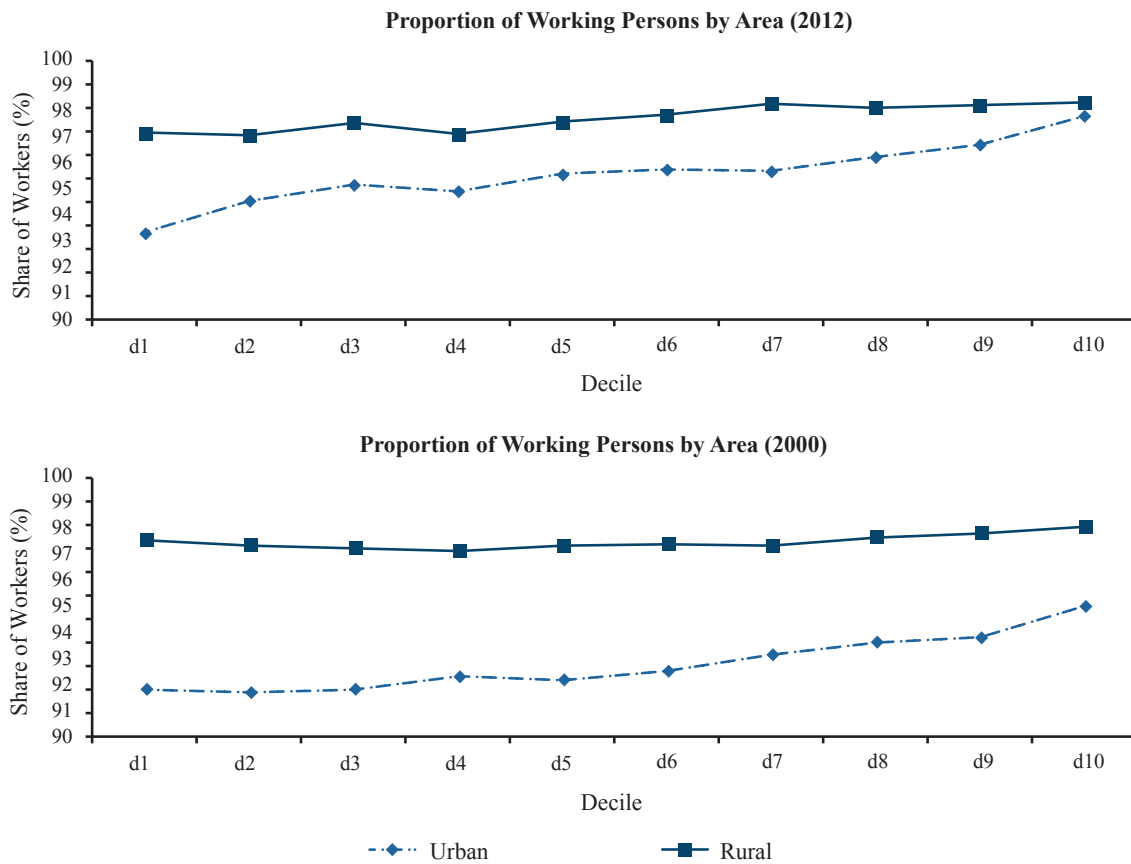 Proportion of Working Persons by Area (2012)
Share of Workers (%)
100
99
98
97
96
95
94
93
92
91
90
d1 d2 d3 d4 d5 d6 d7 d8 d9 d10
Decile
Proportion of Working Persons by Area (2000)
Share of Workers (%)
100
99
98
97
96
95
94
93
92
91
90
d1 d2 d3 d4 d5 d6 d7 d8 d9 d10
Decile
Urban Rural